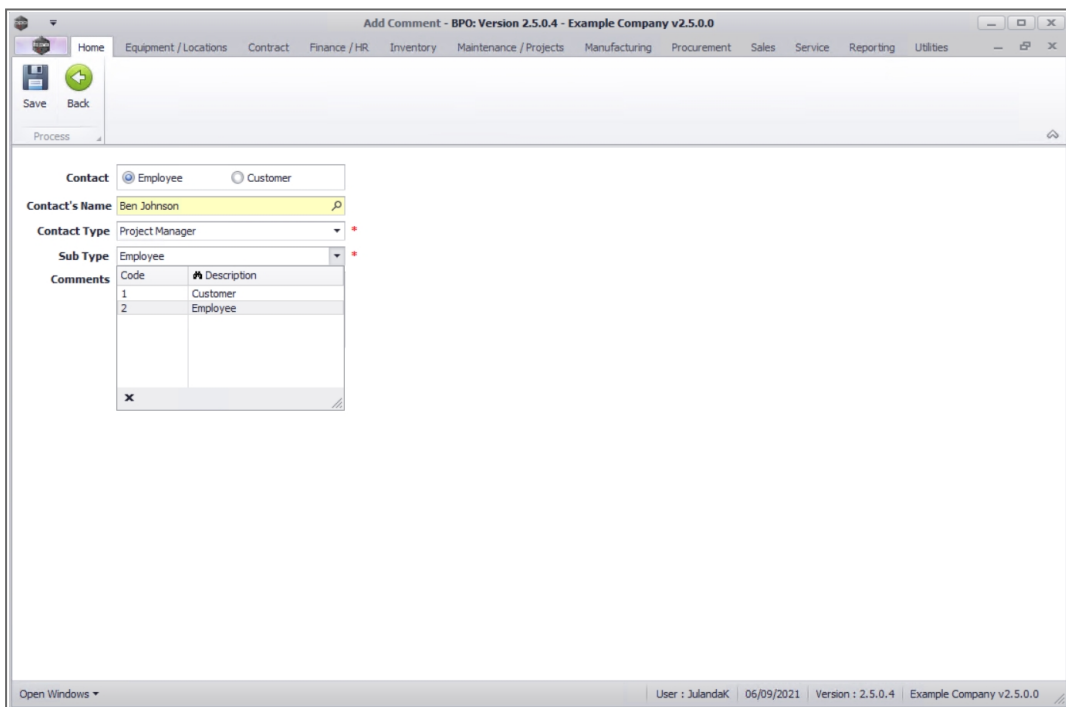 Add Comment - BPO: Version 2.5.0.4 - Example Company v2.5.0.0
Home Equipment / Locations Contract Finance / HR Inventory Maintenance / Projects Manufacturing Procurement Sales Service Reporting Utilities
Save Back
Process
Contact Employee Customer
Contact's Name Ben Johnson
Contact Type Project Manager *
Sub Type Employee *
Comments Code Description
1 Customer
2 Employee
Open Windows User : JulandaK 06/09/2021 Version : 2.5.0.4 Example Company v2.5.0.0